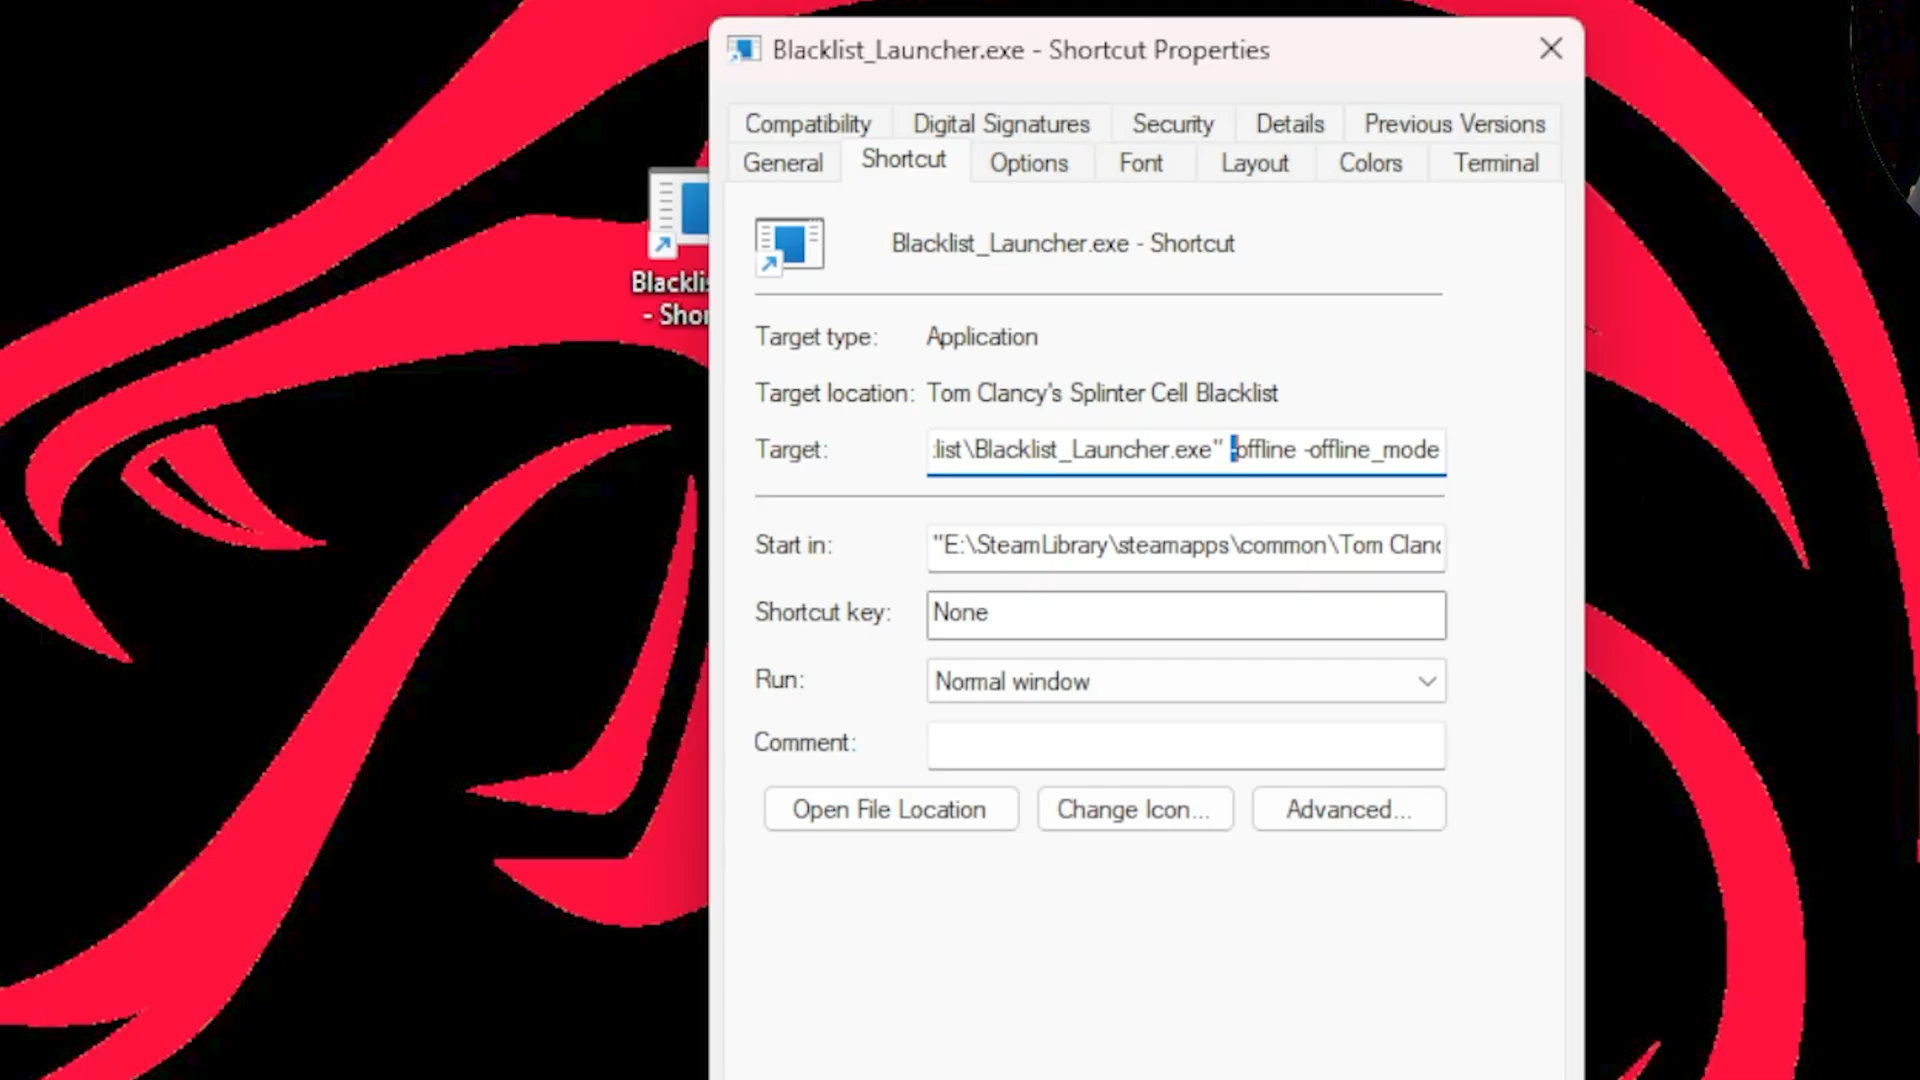 Blacklist_Launcher.exe - Shortcut Properties
Compatibility Digital Signatures Security Details Previous Versions
General Shortcut Options Font Layout Colors Terminal
Blacklist_Launcher.exe - Shortcut
Target type: Application
Target location: Tom Clancy's Splinter Cell Blacklist
Target: :list\Blacklist_Launcher.exe" -offline -offline_mode
Start in: "E:\SteamLibrary\steamapps\common\Tom Clanc
Shortcut key: None
Run: Normal window
Comment:
Open File Location Change Icon... Advanced...
Blacklis
- Shor